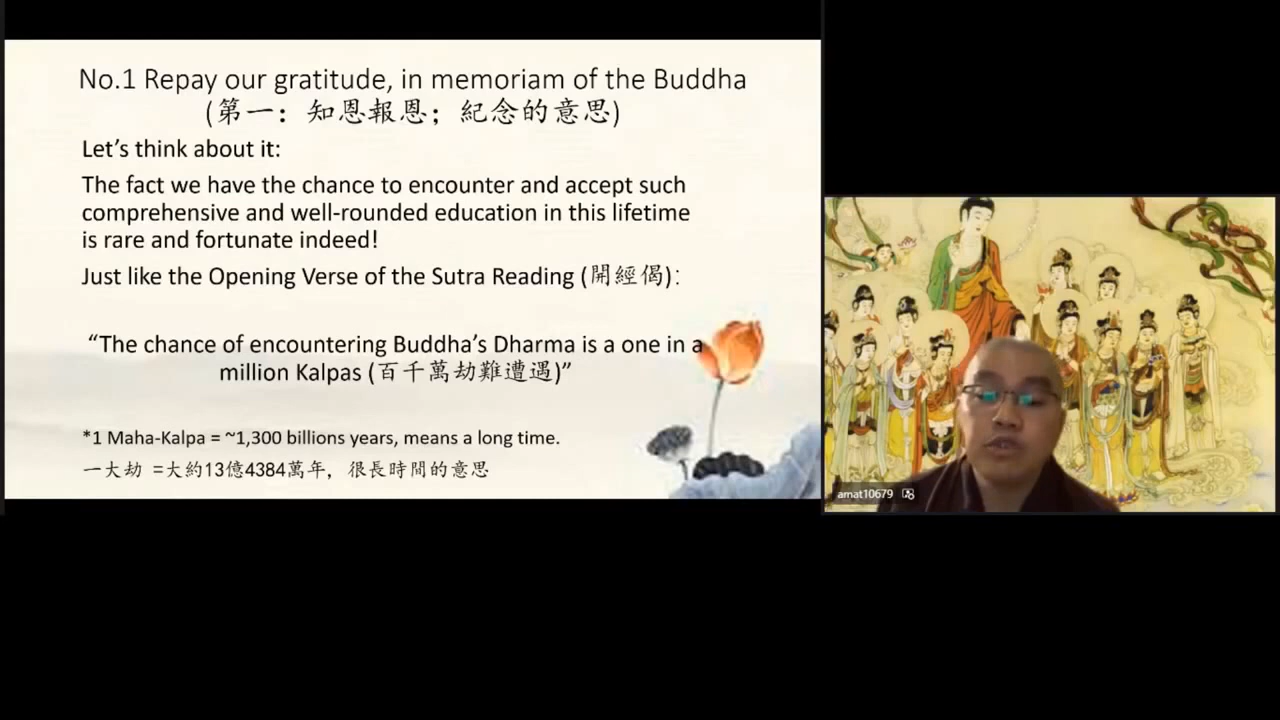 No.1 Repay our gratitude, in memoriam of the Buddha
(第一：知恩報恩；紀念的意思)
Let's think about it:
The fact we have the chance to encounter and accept such
comprehensive and well-rounded education in this lifetime
is rare and fortunate indeed!
Just like the Opening Verse of the Sutra Reading (開經偈):
“The chance of encountering Buddha's Dharma is a one in a
million Kalpas (百千萬劫難遭遇)”
*1 Maha-Kalpa = ~1,300 billions years, means a long time.
一大劫 =大約13億4384萬年，很長時間的意思
amat10679